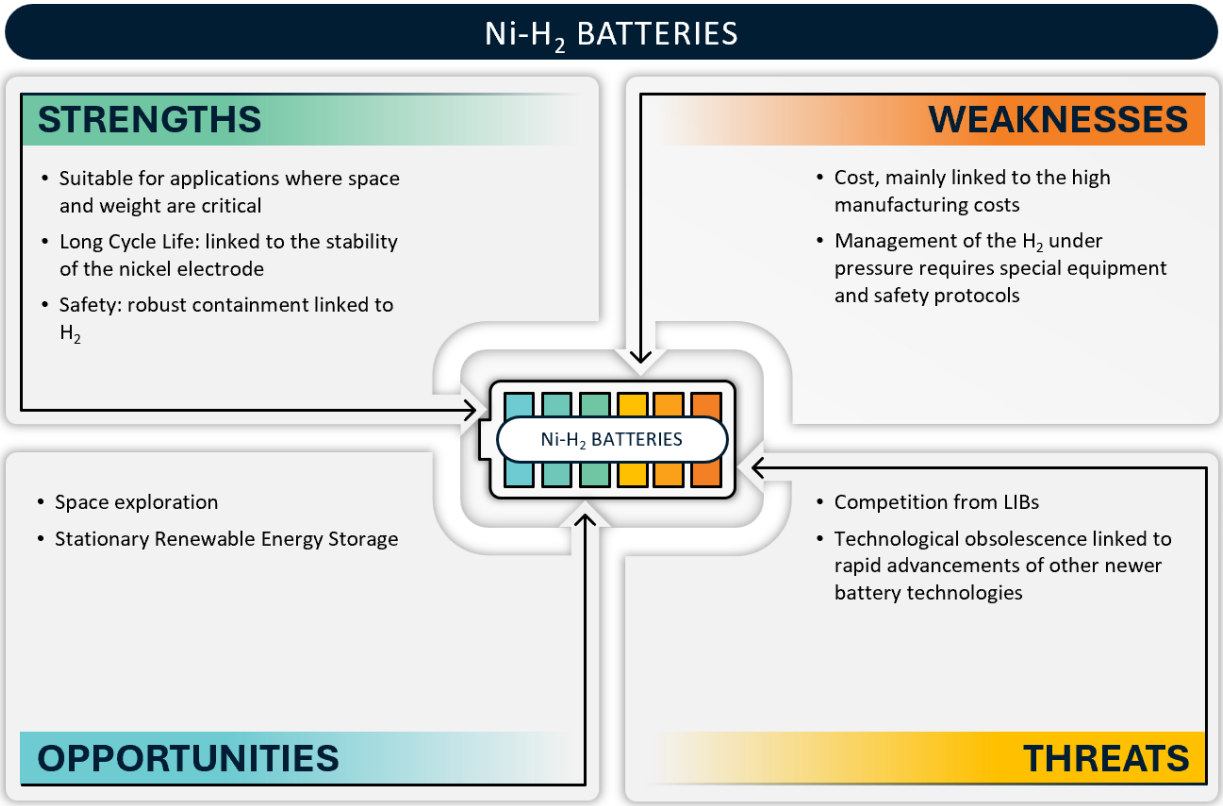 Ni-H₂ BATTERIES
STRENGTHS
• Suitable for applications where space
and weight are critical
• Long Cycle Life: linked to the stability
of the nickel electrode
• Safety: robust containment linked to
H₂
WEAKNESSES
• Cost, mainly linked to the high
manufacturing costs
• Management of the H₂ under
pressure requires special equipment
and safety protocols
Ni-H₂ BATTERIES
• Space exploration
• Stationary Renewable Energy Storage
OPPORTUNITIES
• Competition from LIBs
• Technological obsolescence linked to
rapid advancements of other newer
battery technologies
THREATS